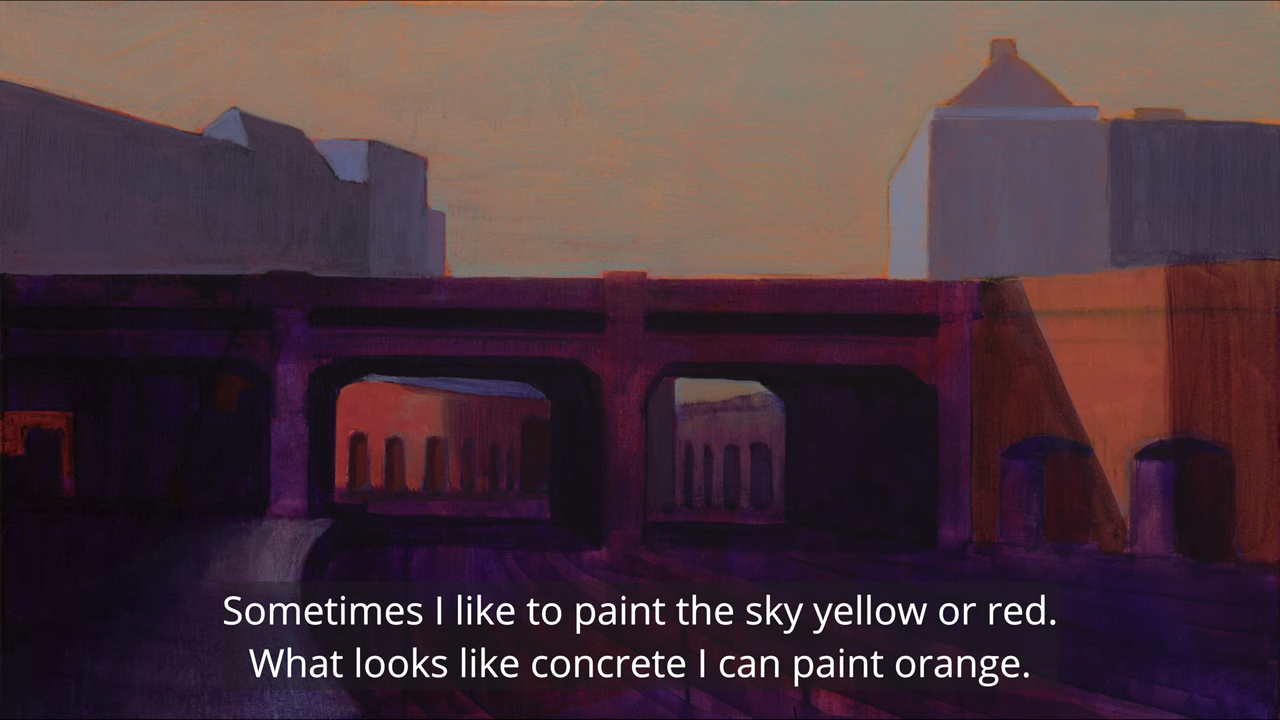 Sometimes I like to paint the sky yellow or red.
What looks like concrete I can paint orange.